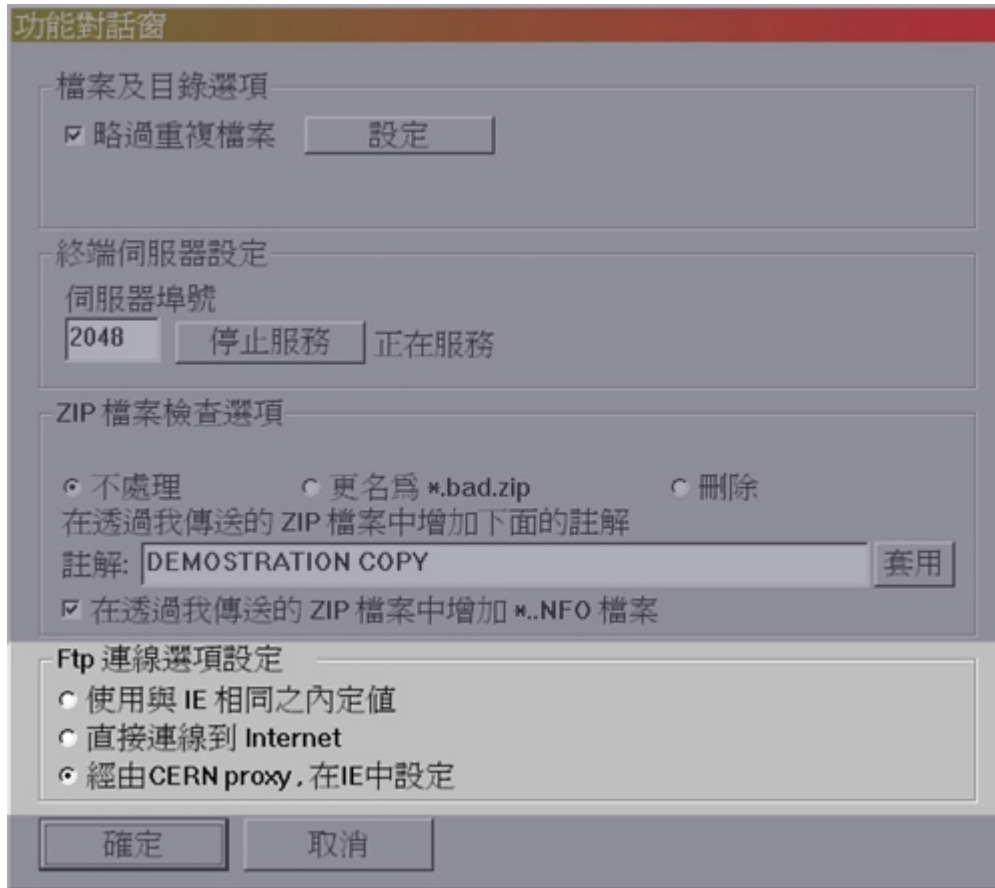 功能對話窗
檔案及目錄選項
略過重複檔案 設定
終端伺服器設定
伺服器埠號
2048 停止服務 正在服務
ZIP 檔案檢查選項
不處理 更名爲 *.bad.zip 刪除
在透過我傳送的 ZIP 檔案中增加下面的註解
註解: DEMOSTRATION COPY 套用
在透過我傳送的 ZIP 檔案中增加 *..NFO 檔案
Ftp 連線選項設定
使用與 IE 相同之內定值
直接連線到 Internet
經由CERN proxy , 在IE中設定
確定 取消